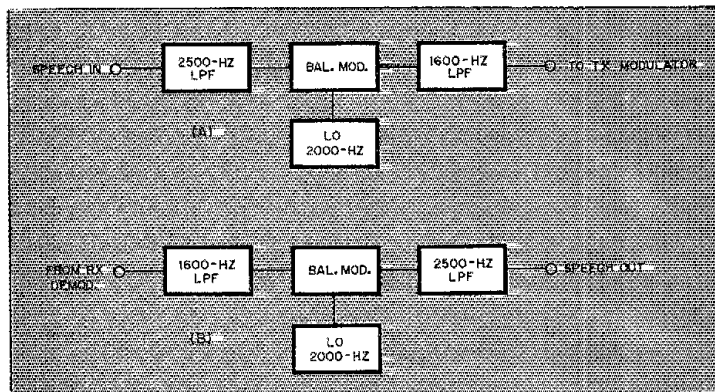 SPEECH IN
2500-HZ
LPF
BAL. MOD.
1600-HZ
LPF
TO TX MODULATOR
(A)
LO
2000-HZ
FROM RX
DEMOD.
1600-HZ
LPF
BAL. MOD.
2500-HZ
LPF
SPEECH OUT
(B)
LO
2000-HZ